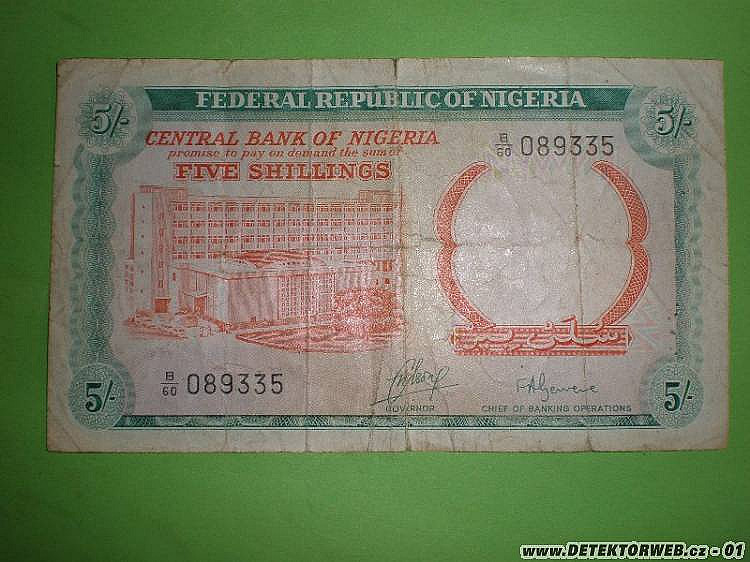 FEDERAL REPUBLIC OF NIGERIA
5/- 5/-
CENTRAL BANK OF NIGERIA
promise to pay on demand the sum of
FIVE SHILLINGS
B/60 089335
B/60 089335
GOVERNOR
CHIEF OF BANKING OPERATIONS
5/- 5/-
www.DETEKTORWEB.cz - 01